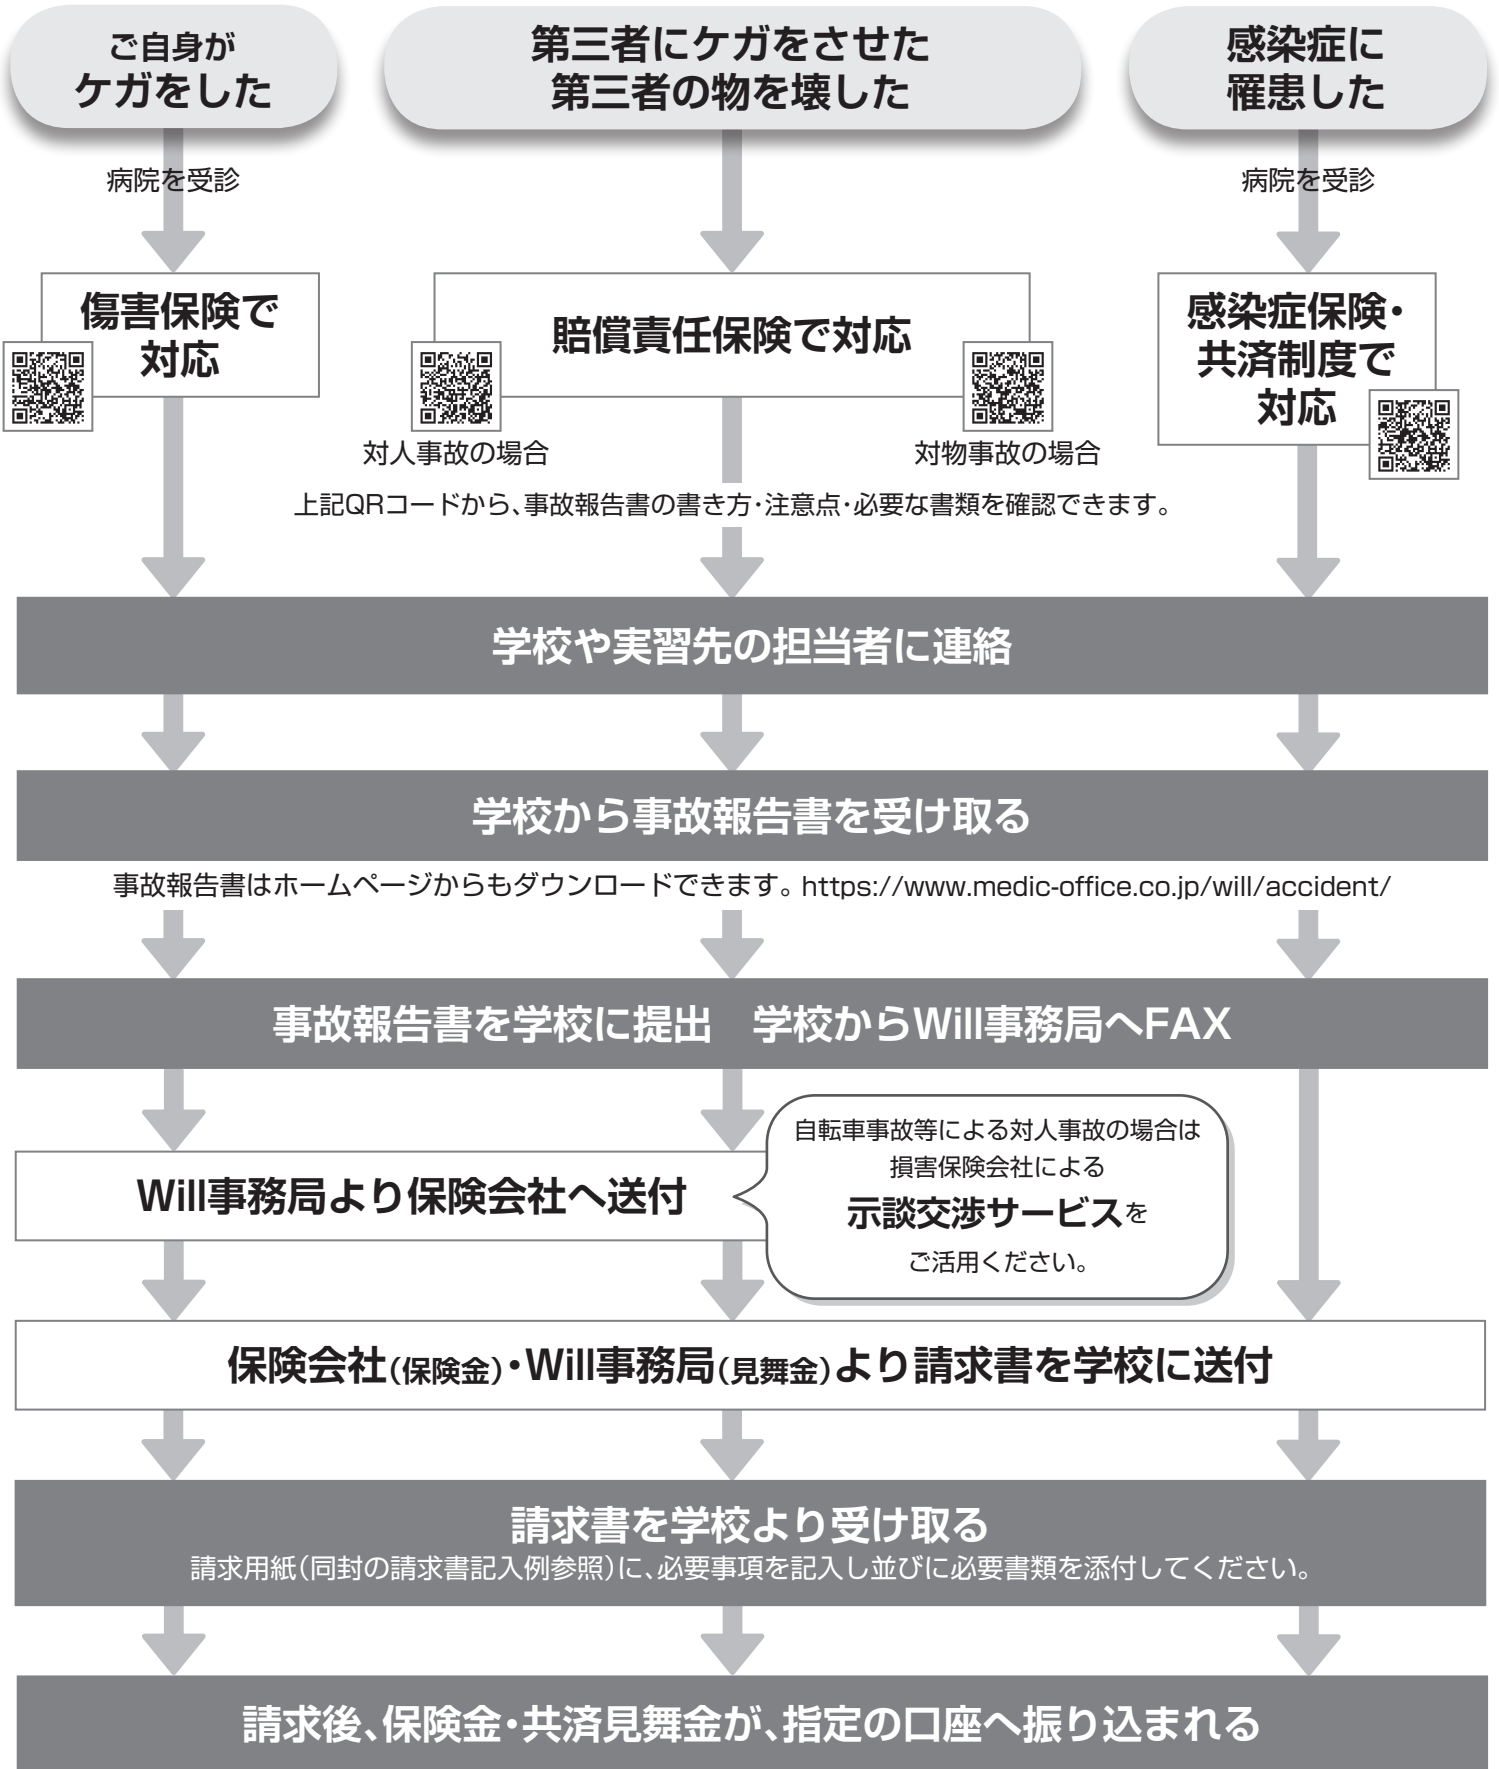 ご自身が
ケガをした
第三者にケガをさせた
第三者の物を壊した
感染症に
罹患した
病院を受診
病院を受診
傷害保険で
対応
賠償責任保険で対応
感染症保険・
共済制度で
対応
対人事故の場合
対物事故の場合
上記QRコードから、事故報告書の書き方・注意点・必要な書類を確認できます。
学校や実習先の担当者に連絡
学校から事故報告書を受け取る
事故報告書はホームページからもダウンロードできます。https://www.medic-office.co.jp/will/accident/
事故報告書を学校に提出　学校からWill事務局へFAX
自転車事故等による対人事故の場合は
損害保険会社による
示談交渉サービスを
ご活用ください。
Will事務局より保険会社へ送付
保険会社(保険金)・Will事務局(見舞金)より請求書を学校に送付
請求書を学校より受け取る
請求用紙(同封の請求書記入例参照)に、必要事項を記入し並びに必要書類を添付してください。
請求後、保険金・共済見舞金が、指定の口座へ振り込まれる